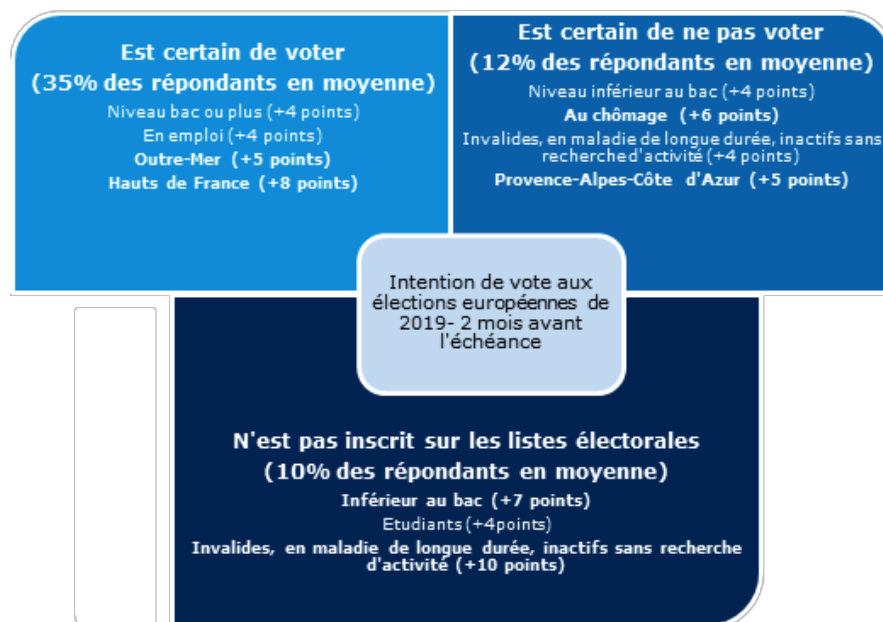 Est certain de voter
(35% des répondants en moyenne)
Niveau bac ou plus (+4 points)
En emploi (+4 points)
Outre-Mer (+5 points)
Hauts de France (+8 points)
Est certain de ne pas voter
(12% des répondants en moyenne)
Niveau inférieur au bac (+4 points)
Au chômage (+6 points)
Invalides, en maladie de longue durée, inactifs sans
recherche d'activité (+4 points)
Provence-Alpes-Côte d'Azur (+5 points)
Intention de vote aux
élections européennes de
2019- 2 mois avant
l'échéance
N'est pas inscrit sur les listes électorales
(10% des répondants en moyenne)
Inférieur au bac (+7 points)
Etudiants (+4points)
Invalides, en maladie de longue durée, inactifs sans recherche
d'activité (+10 points)